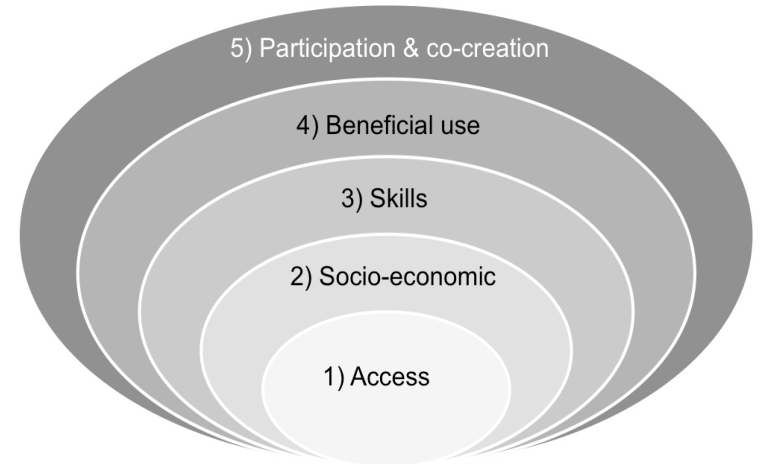 5) Participation & co-creation
4) Beneficial use
3) Skills
2) Socio-economic
1) Access